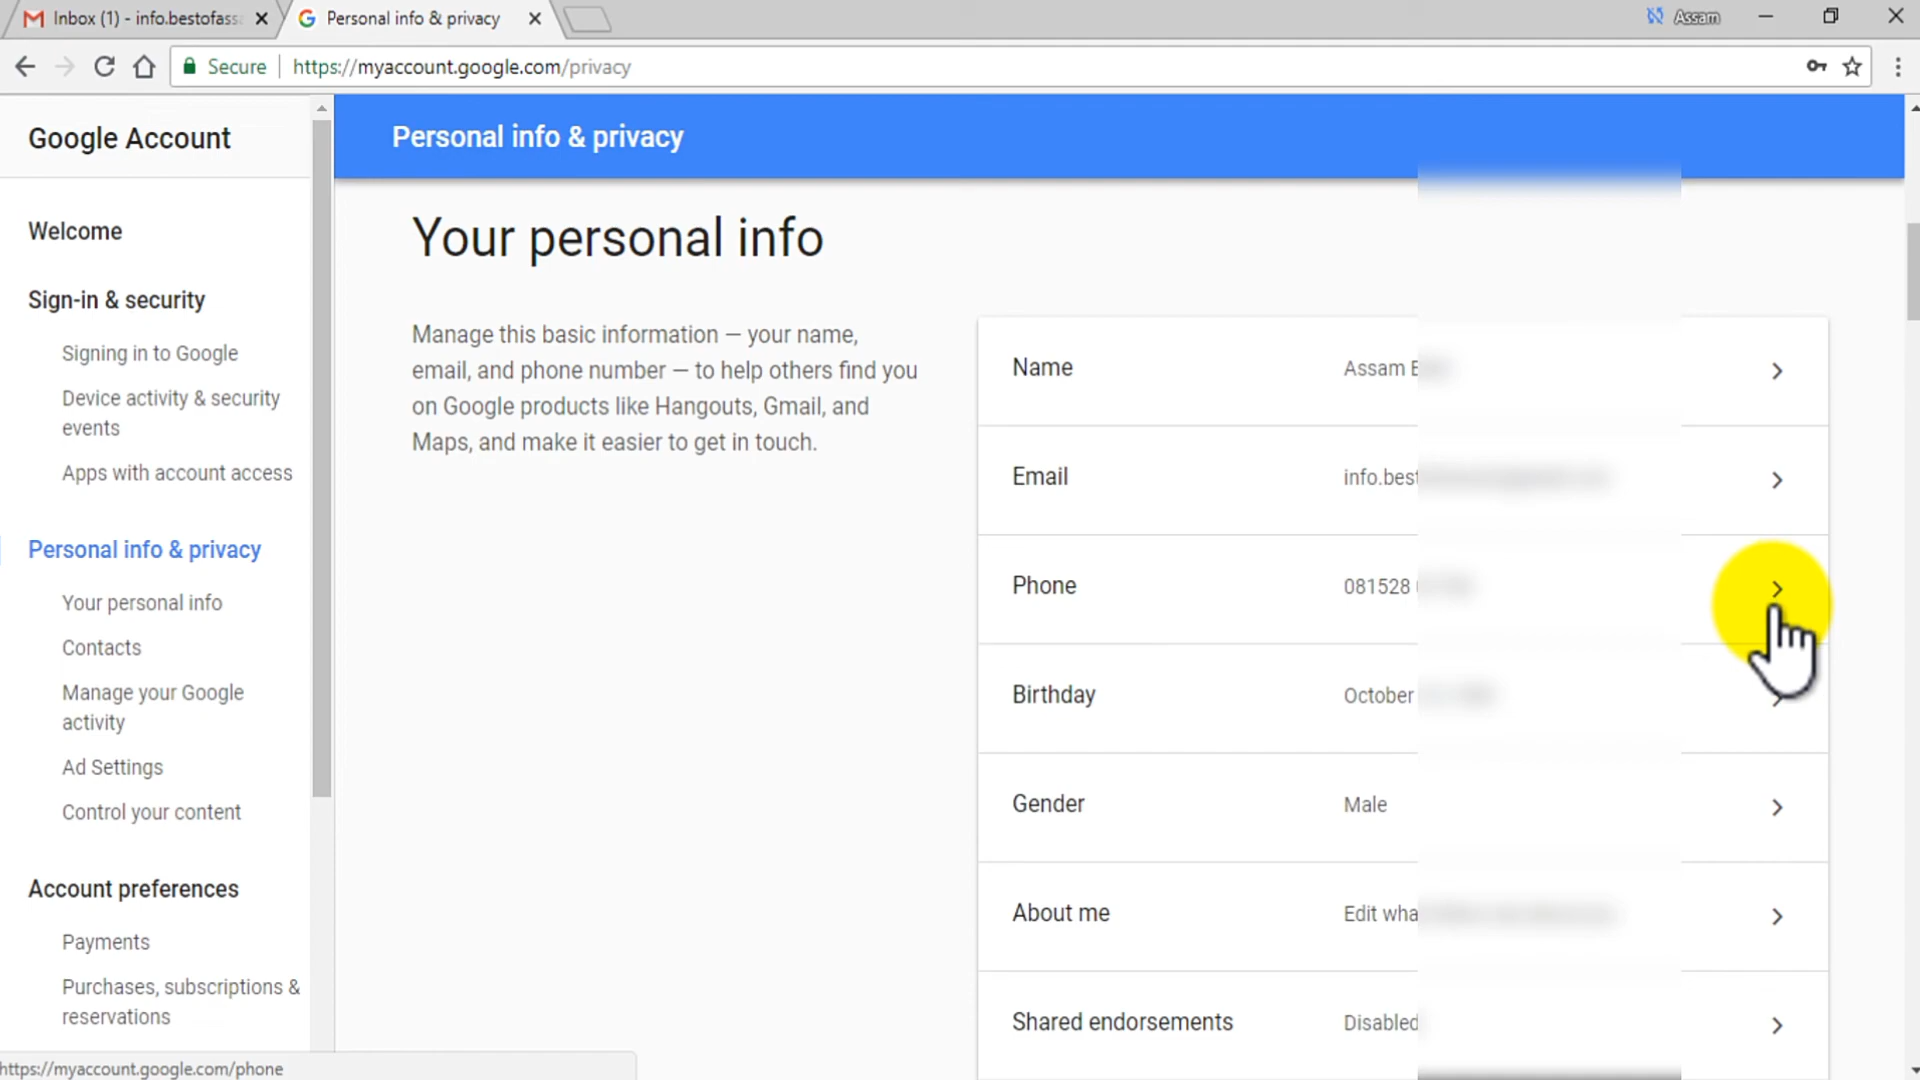 Inbox (1) - info.bestofass
Personal info & privacy
Assam
Secure
https://myaccount.google.com/privacy
Google Account
Personal info & privacy
Welcome
Sign-in & security
Signing in to Google
Device activity & security
events
Apps with account access
Personal info & privacy
Your personal info
Contacts
Manage your Google
activity
Ad Settings
Control your content
Account preferences
Payments
Purchases, subscriptions &
reservations
Your personal info
Manage this basic information — your name,
email, and phone number — to help others find you
on Google products like Hangouts, Gmail, and
Maps, and make it easier to get in touch.
Name Assam
Email info.best
Phone 081528
Birthday October
Gender Male
About me Edit wha
Shared endorsements Disabled
https://myaccount.google.com/phone